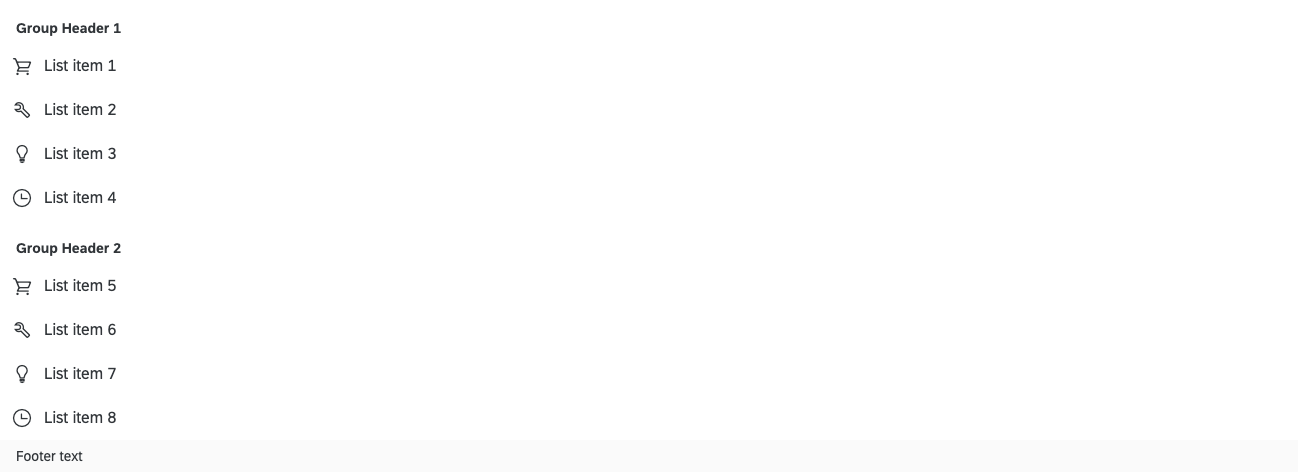 Group Header 1
List item 1
List item 2
List item 3
List item 4
Group Header 2
List item 5
List item 6
List item 7
List item 8
Footer text